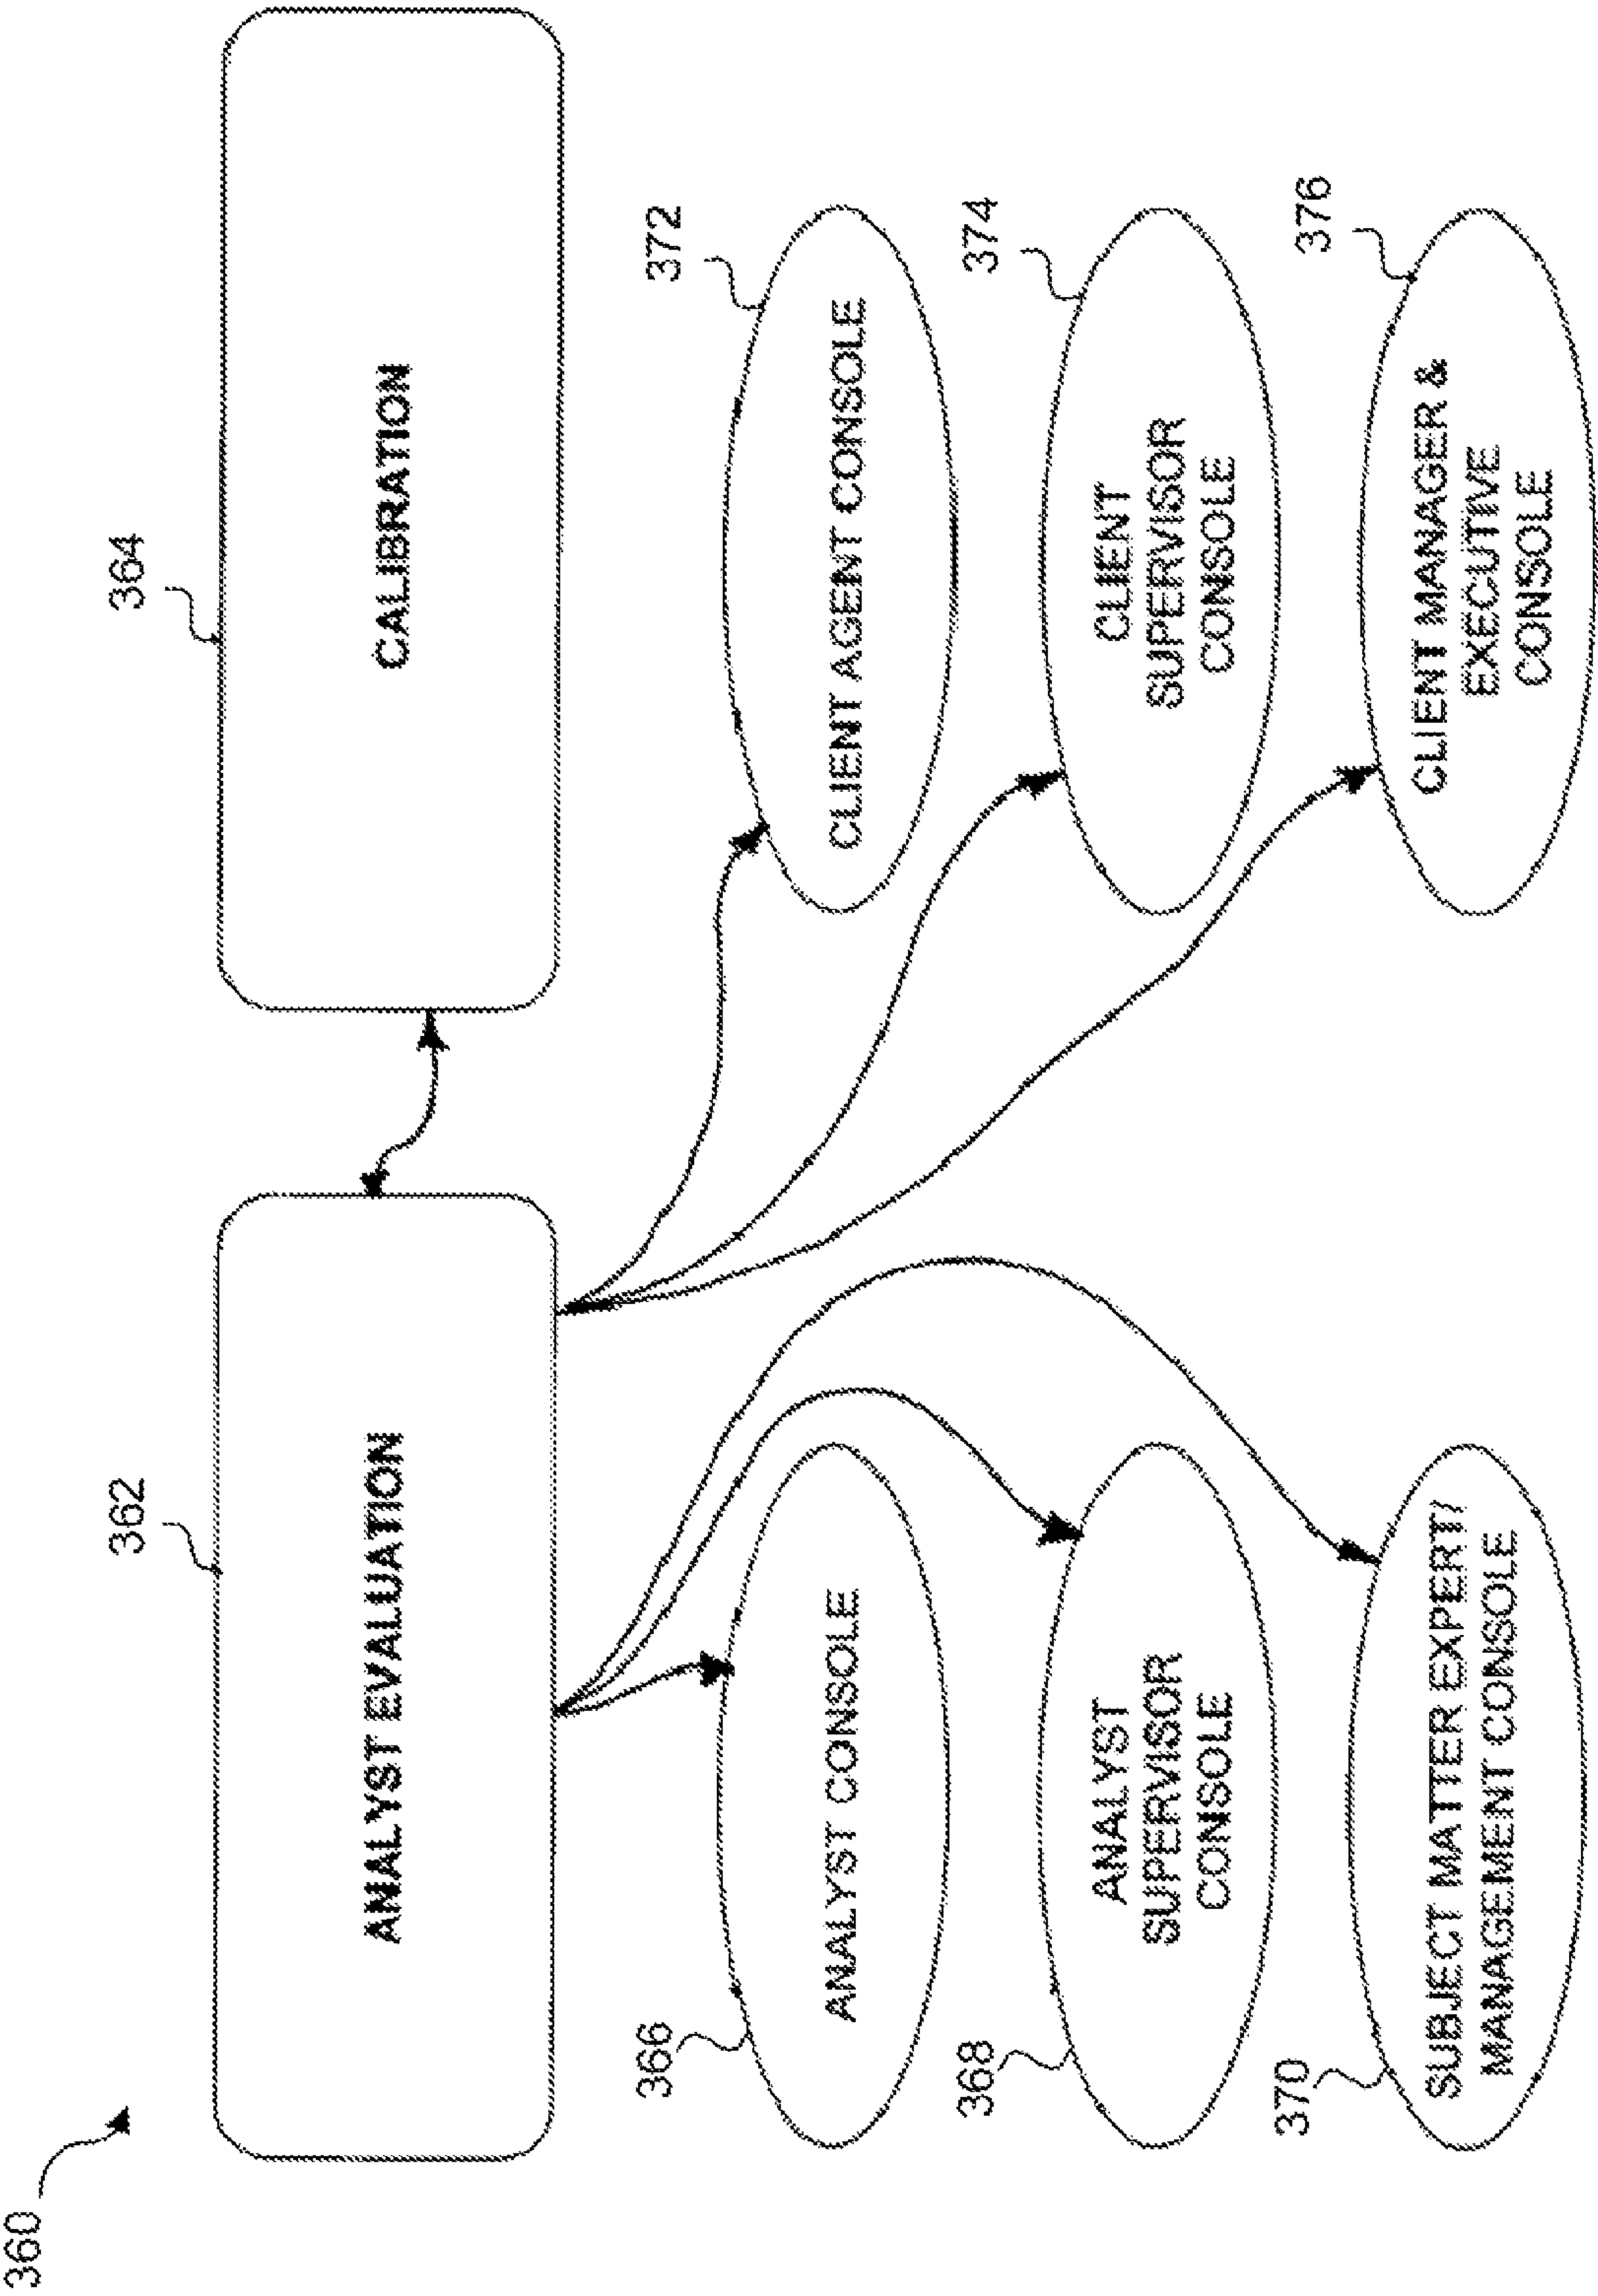 360
362
364
ANALYST EVALUATION
CALIBRATION
366
ANALYST CONSOLE
372
CLIENT AGENT CONSOLE
368
ANALYST
SUPERVISOR
CONSOLE
374
CLIENT
SUPERVISOR
CONSOLE
370
SUBJECT MATTER EXPERT/
MANAGEMENT CONSOLE
376
CLIENT MANAGER &
EXECUTIVE
CONSOLE